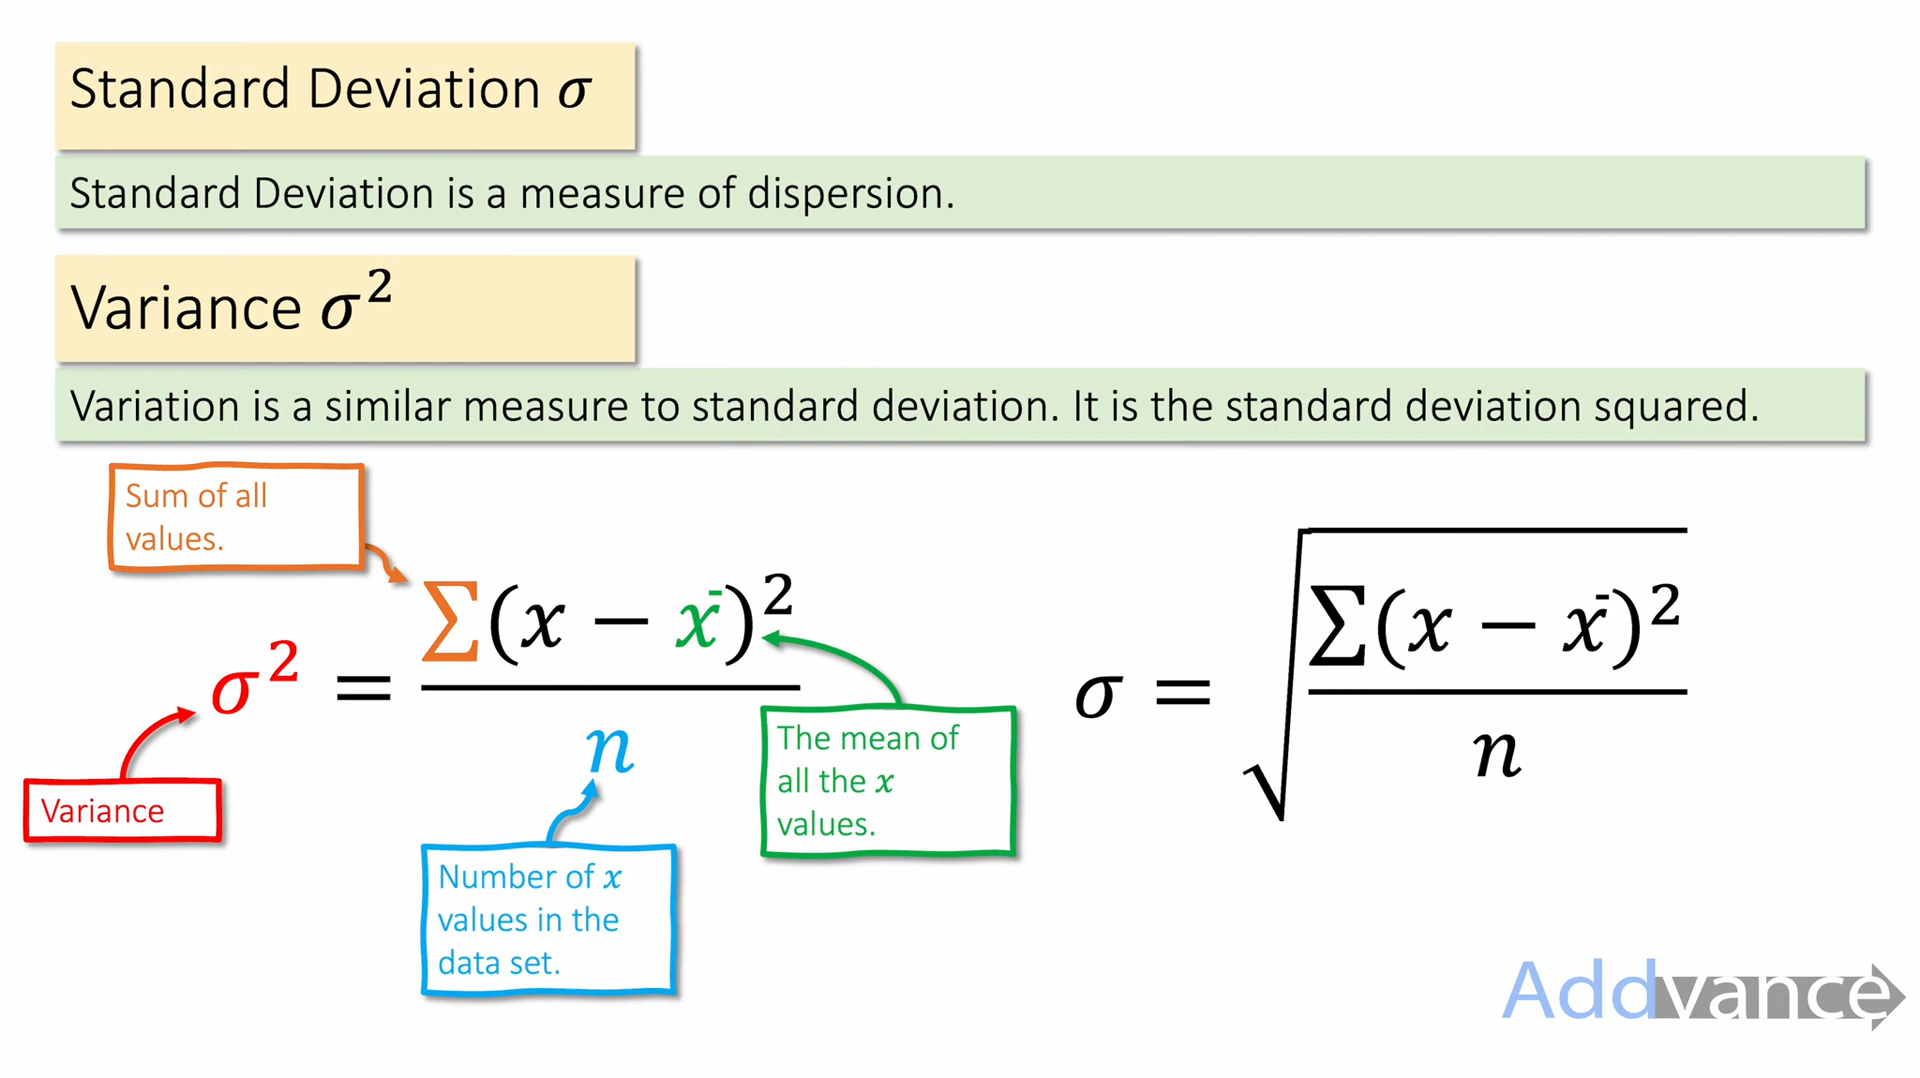 Standard Deviation σ
Standard Deviation is a measure of dispersion.
Variance σ²
Variation is a similar measure to standard deviation. It is the standard deviation squared.
Sum of all
values.
σ² = ∑(x − x̄)² / n
σ = √(∑(x − x̄)² / n)
Variance
The mean of
all the x
values.
Number of x
values in the
data set.
Addvance